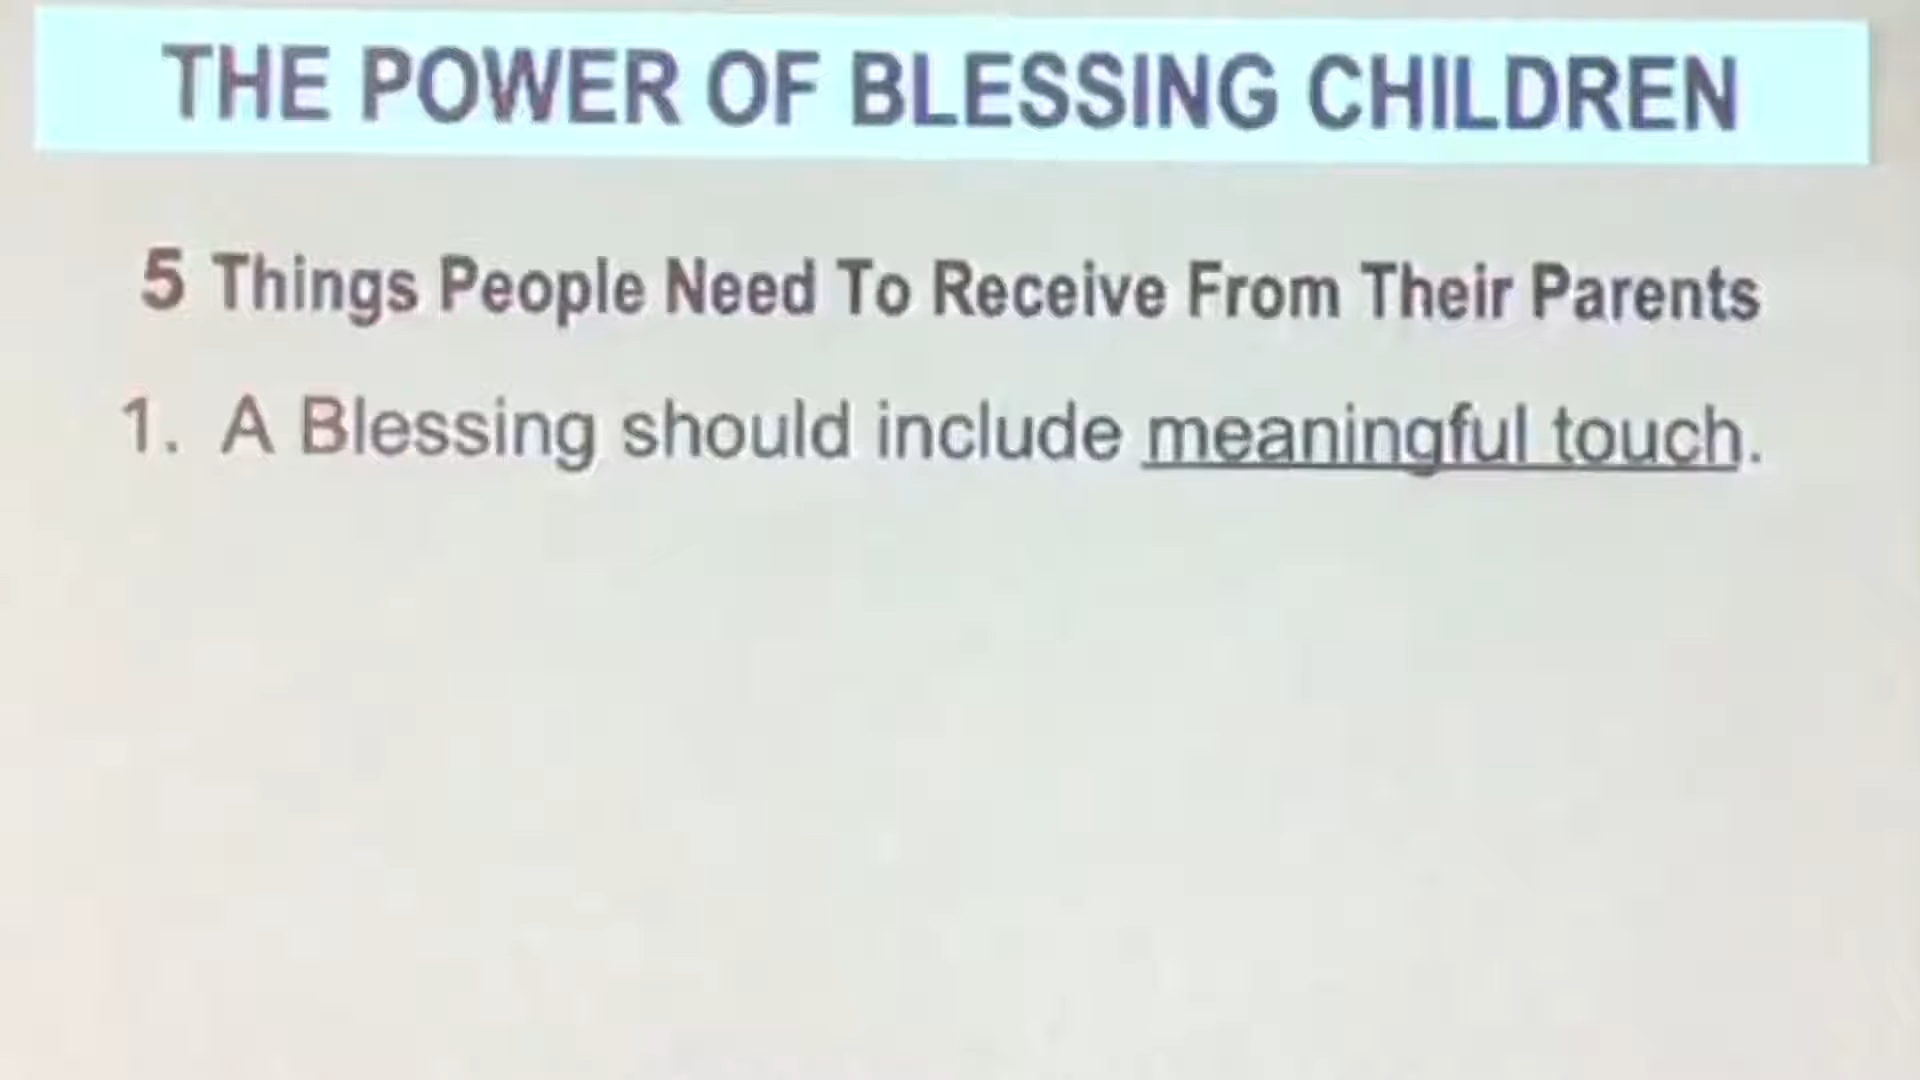 THE POWER OF BLESSING CHILDREN
5 Things People Need To Receive From Their Parents
1. A Blessing should include meaningful touch.